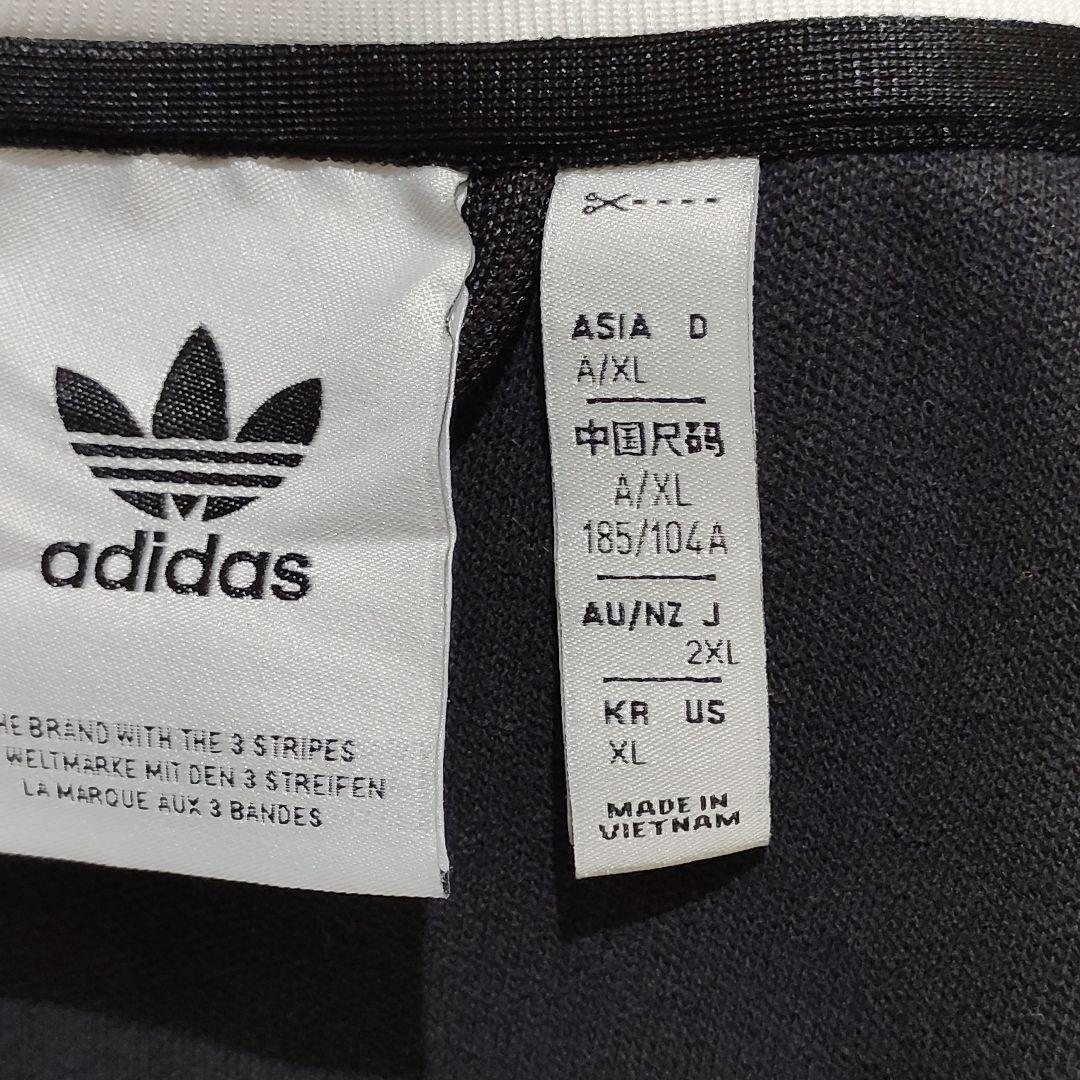 adidas
HE BRAND WITH THE 3 STRIPES
WELTMARKE MIT DEN 3 STREIFEN
LA MARQUE AUX 3 BANDES
ASIA D
A/XL
中国尺码
A/XL
185/104A
AU/NZ J
2XL
KR US
XL
MADE IN
VIETNAM